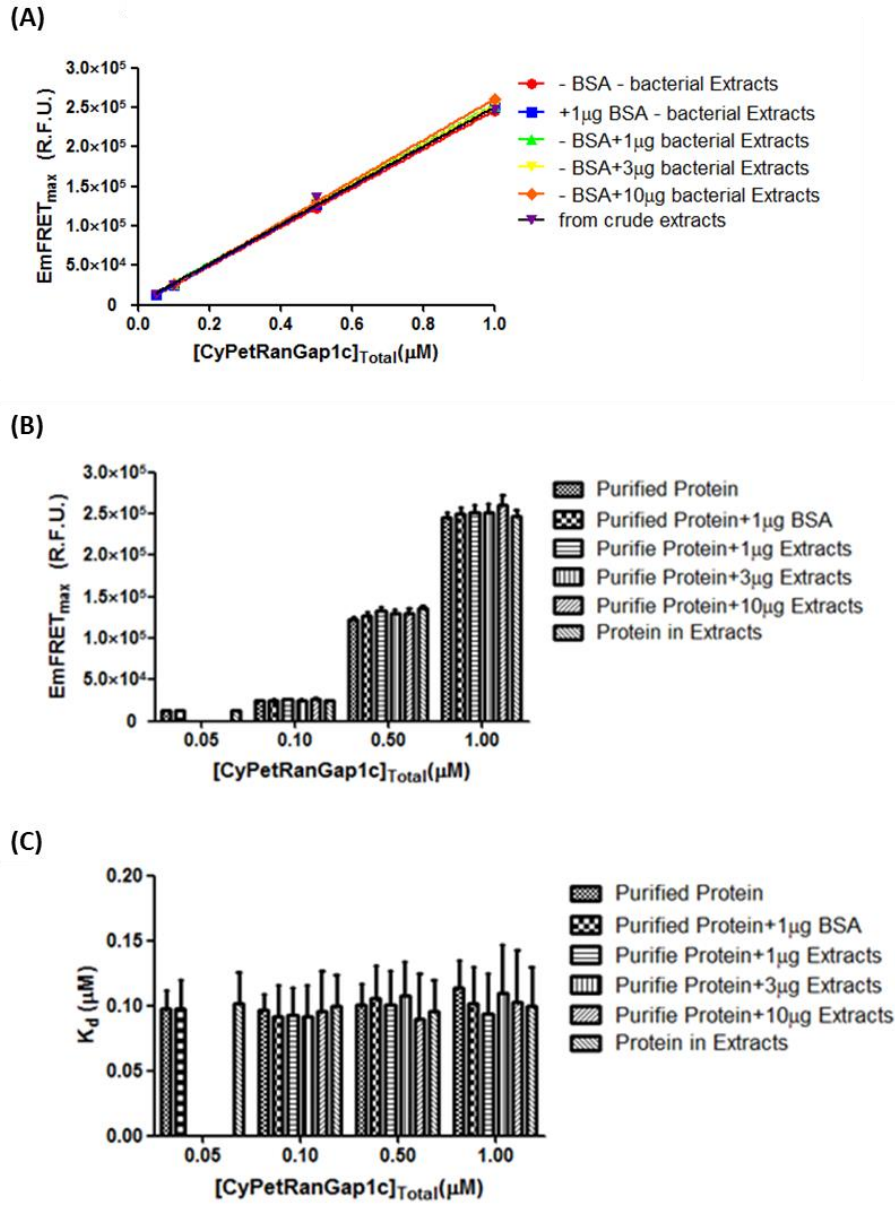 (A)
3.0×10⁵
2.5×10⁵
2.0×10⁵
1.5×10⁵
1.0×10⁵
5.0×10⁴
0
EmFRETmax (R.F.U.)
0.0 0.2 0.4 0.6 0.8 1.0
[CyPetRanGap1c]Total(μM)
- BSA - bacterial Extracts
+1μg BSA - bacterial Extracts
- BSA+1μg bacterial Extracts
- BSA+3μg bacterial Extracts
- BSA+10μg bacterial Extracts
from crude extracts
(B)
3.0×10⁵
2.5×10⁵
2.0×10⁵
1.5×10⁵
1.0×10⁵
5.0×10⁴
0
EmFRETmax (R.F.U.)
0.05 0.10 0.50 1.00
[CyPetRanGap1c]Total(μM)
Purified Protein
Purified Protein+1μg BSA
Purifie Protein+1μg Extracts
Purifie Protein+3μg Extracts
Purifie Protein+10μg Extracts
Protein in Extracts
(C)
0.20
0.15
0.10
0.05
0.00
Kd (μM)
0.05 0.10 0.50 1.00
[CyPetRanGap1c]Total(μM)
Purified Protein
Purified Protein+1μg BSA
Purifie Protein+1μg Extracts
Purifie Protein+3μg Extracts
Purifie Protein+10μg Extracts
Protein in Extracts